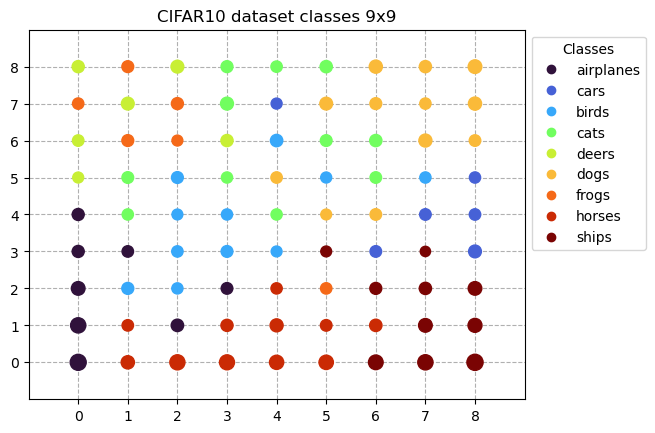 CIFAR10 dataset classes 9x9
8
7
6
5
4
3
2
1
0
0 1 2 3 4 5 6 7 8
Classes
airplanes
cars
birds
cats
deers
dogs
frogs
horses
ships